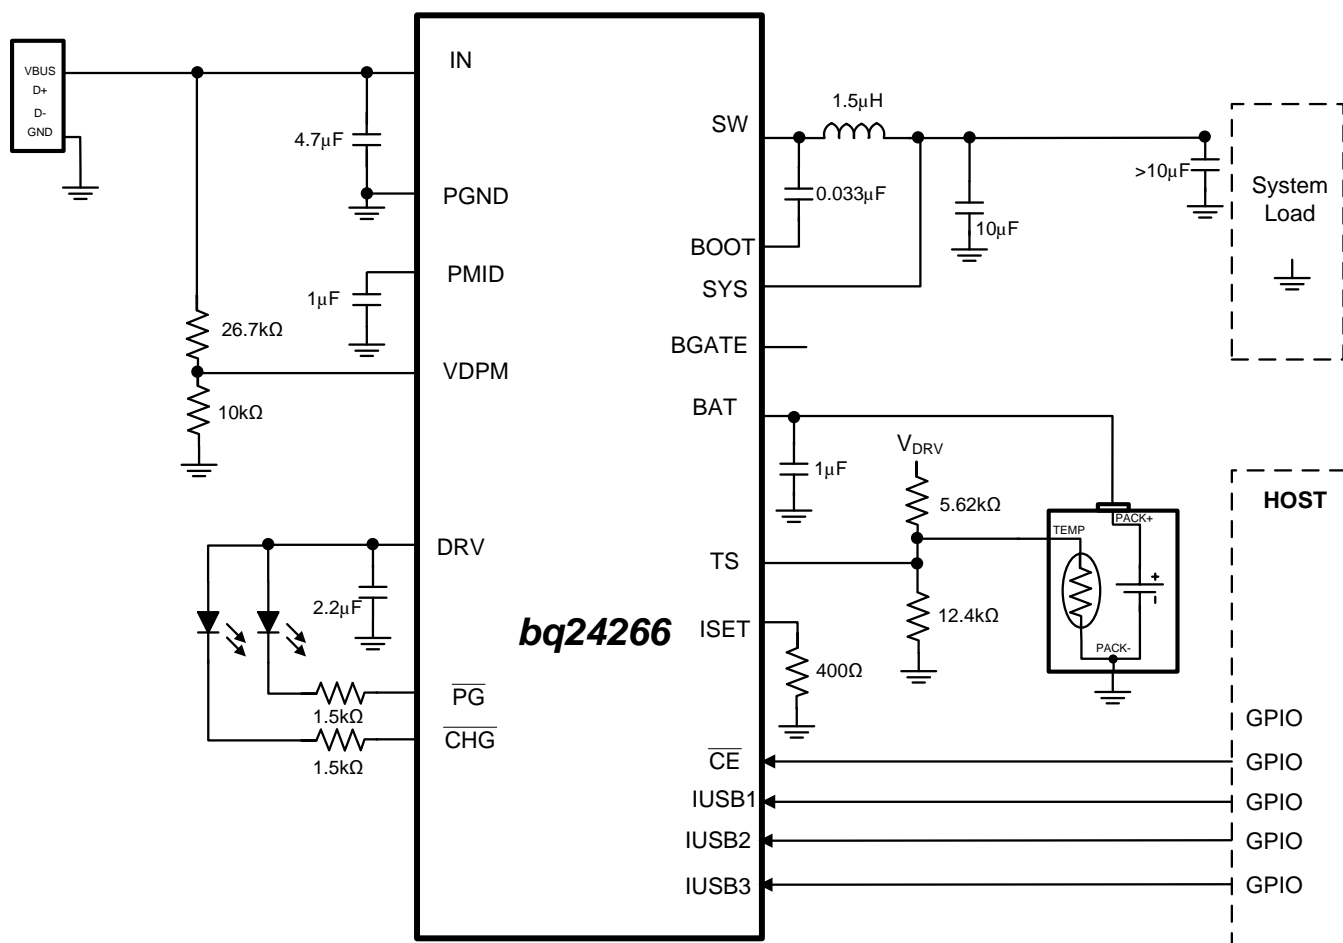 VBUS
D+
D-
GND
IN
4.7μF
PGND
PMID
1μF
26.7kΩ
VDPM
10kΩ
DRV
2.2μF
PG
1.5kΩ
CHG
1.5kΩ
bq24266
SW
1.5μH
0.033μF
BOOT
10μF
SYS
>10μF
System
Load
BGATE
BAT
1μF
VDRV
5.62kΩ
TS
12.4kΩ
TEMP
PACK+
+
-
PACK-
ISET
400Ω
CE
IUSB1
IUSB2
IUSB3
HOST
GPIO
GPIO
GPIO
GPIO
GPIO